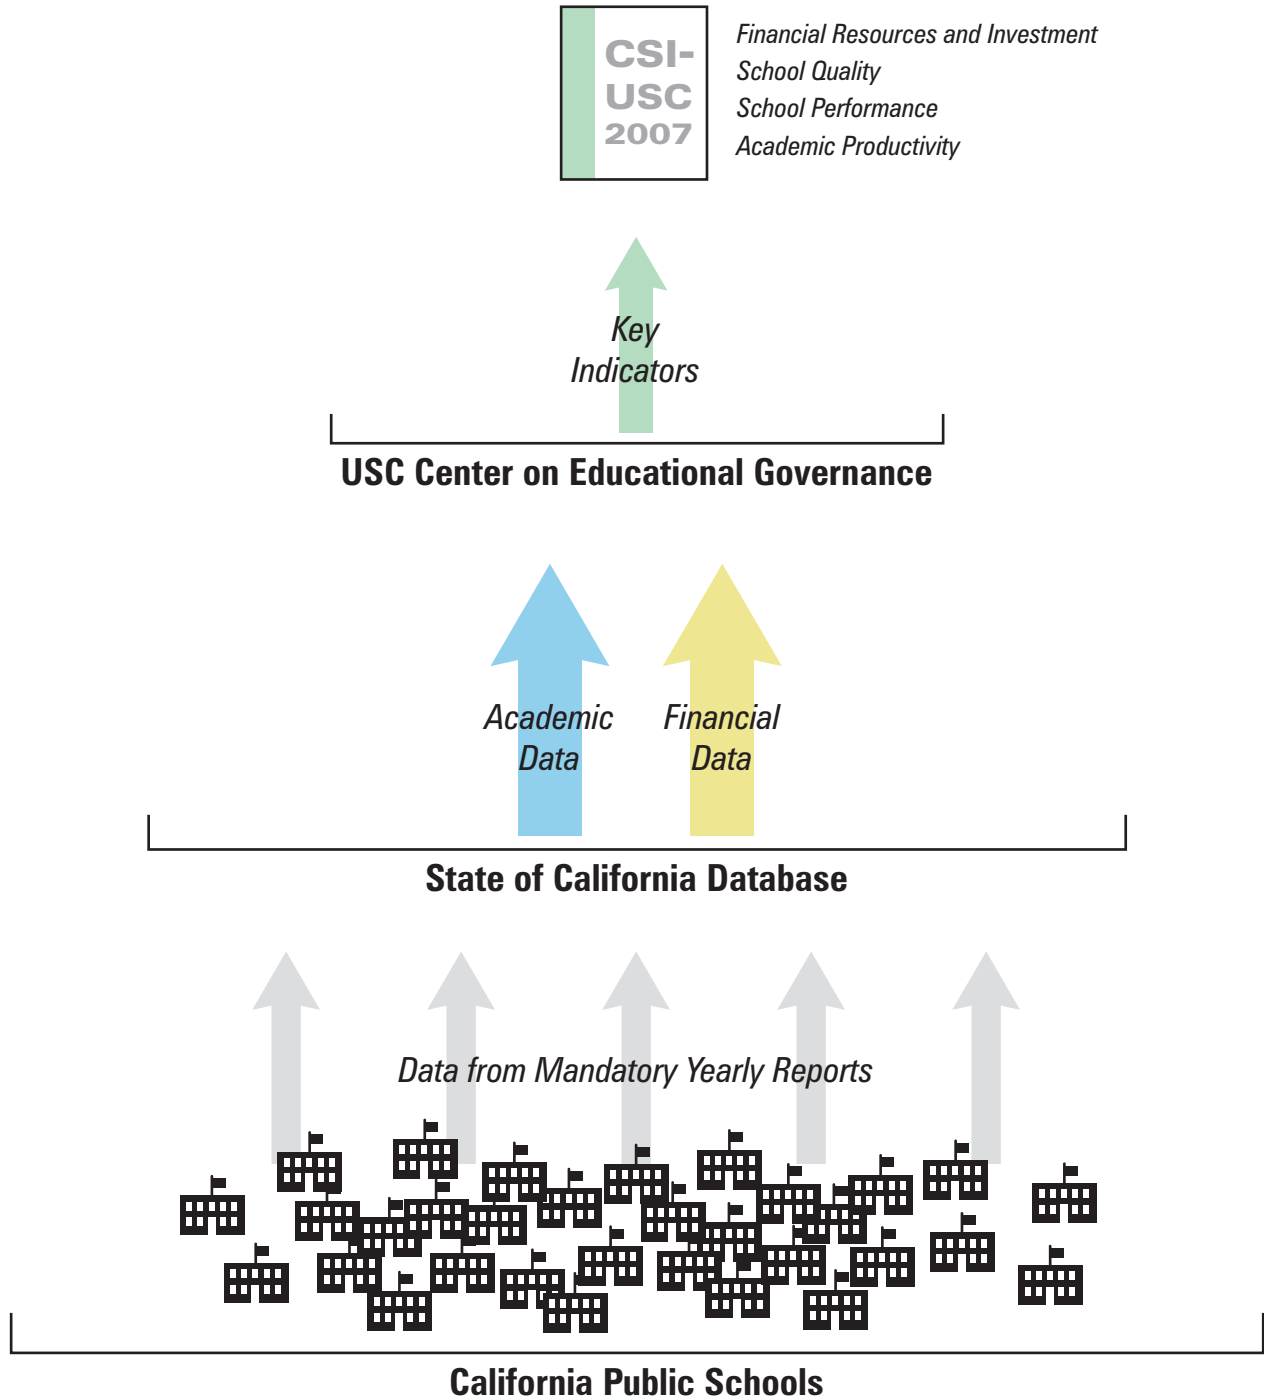 CSI-
USC
2007
Financial Resources and Investment
School Quality
School Performance
Academic Productivity
Key
Indicators
USC Center on Educational Governance
Academic
Data
Financial
Data
State of California Database
Data from Mandatory Yearly Reports
California Public Schools